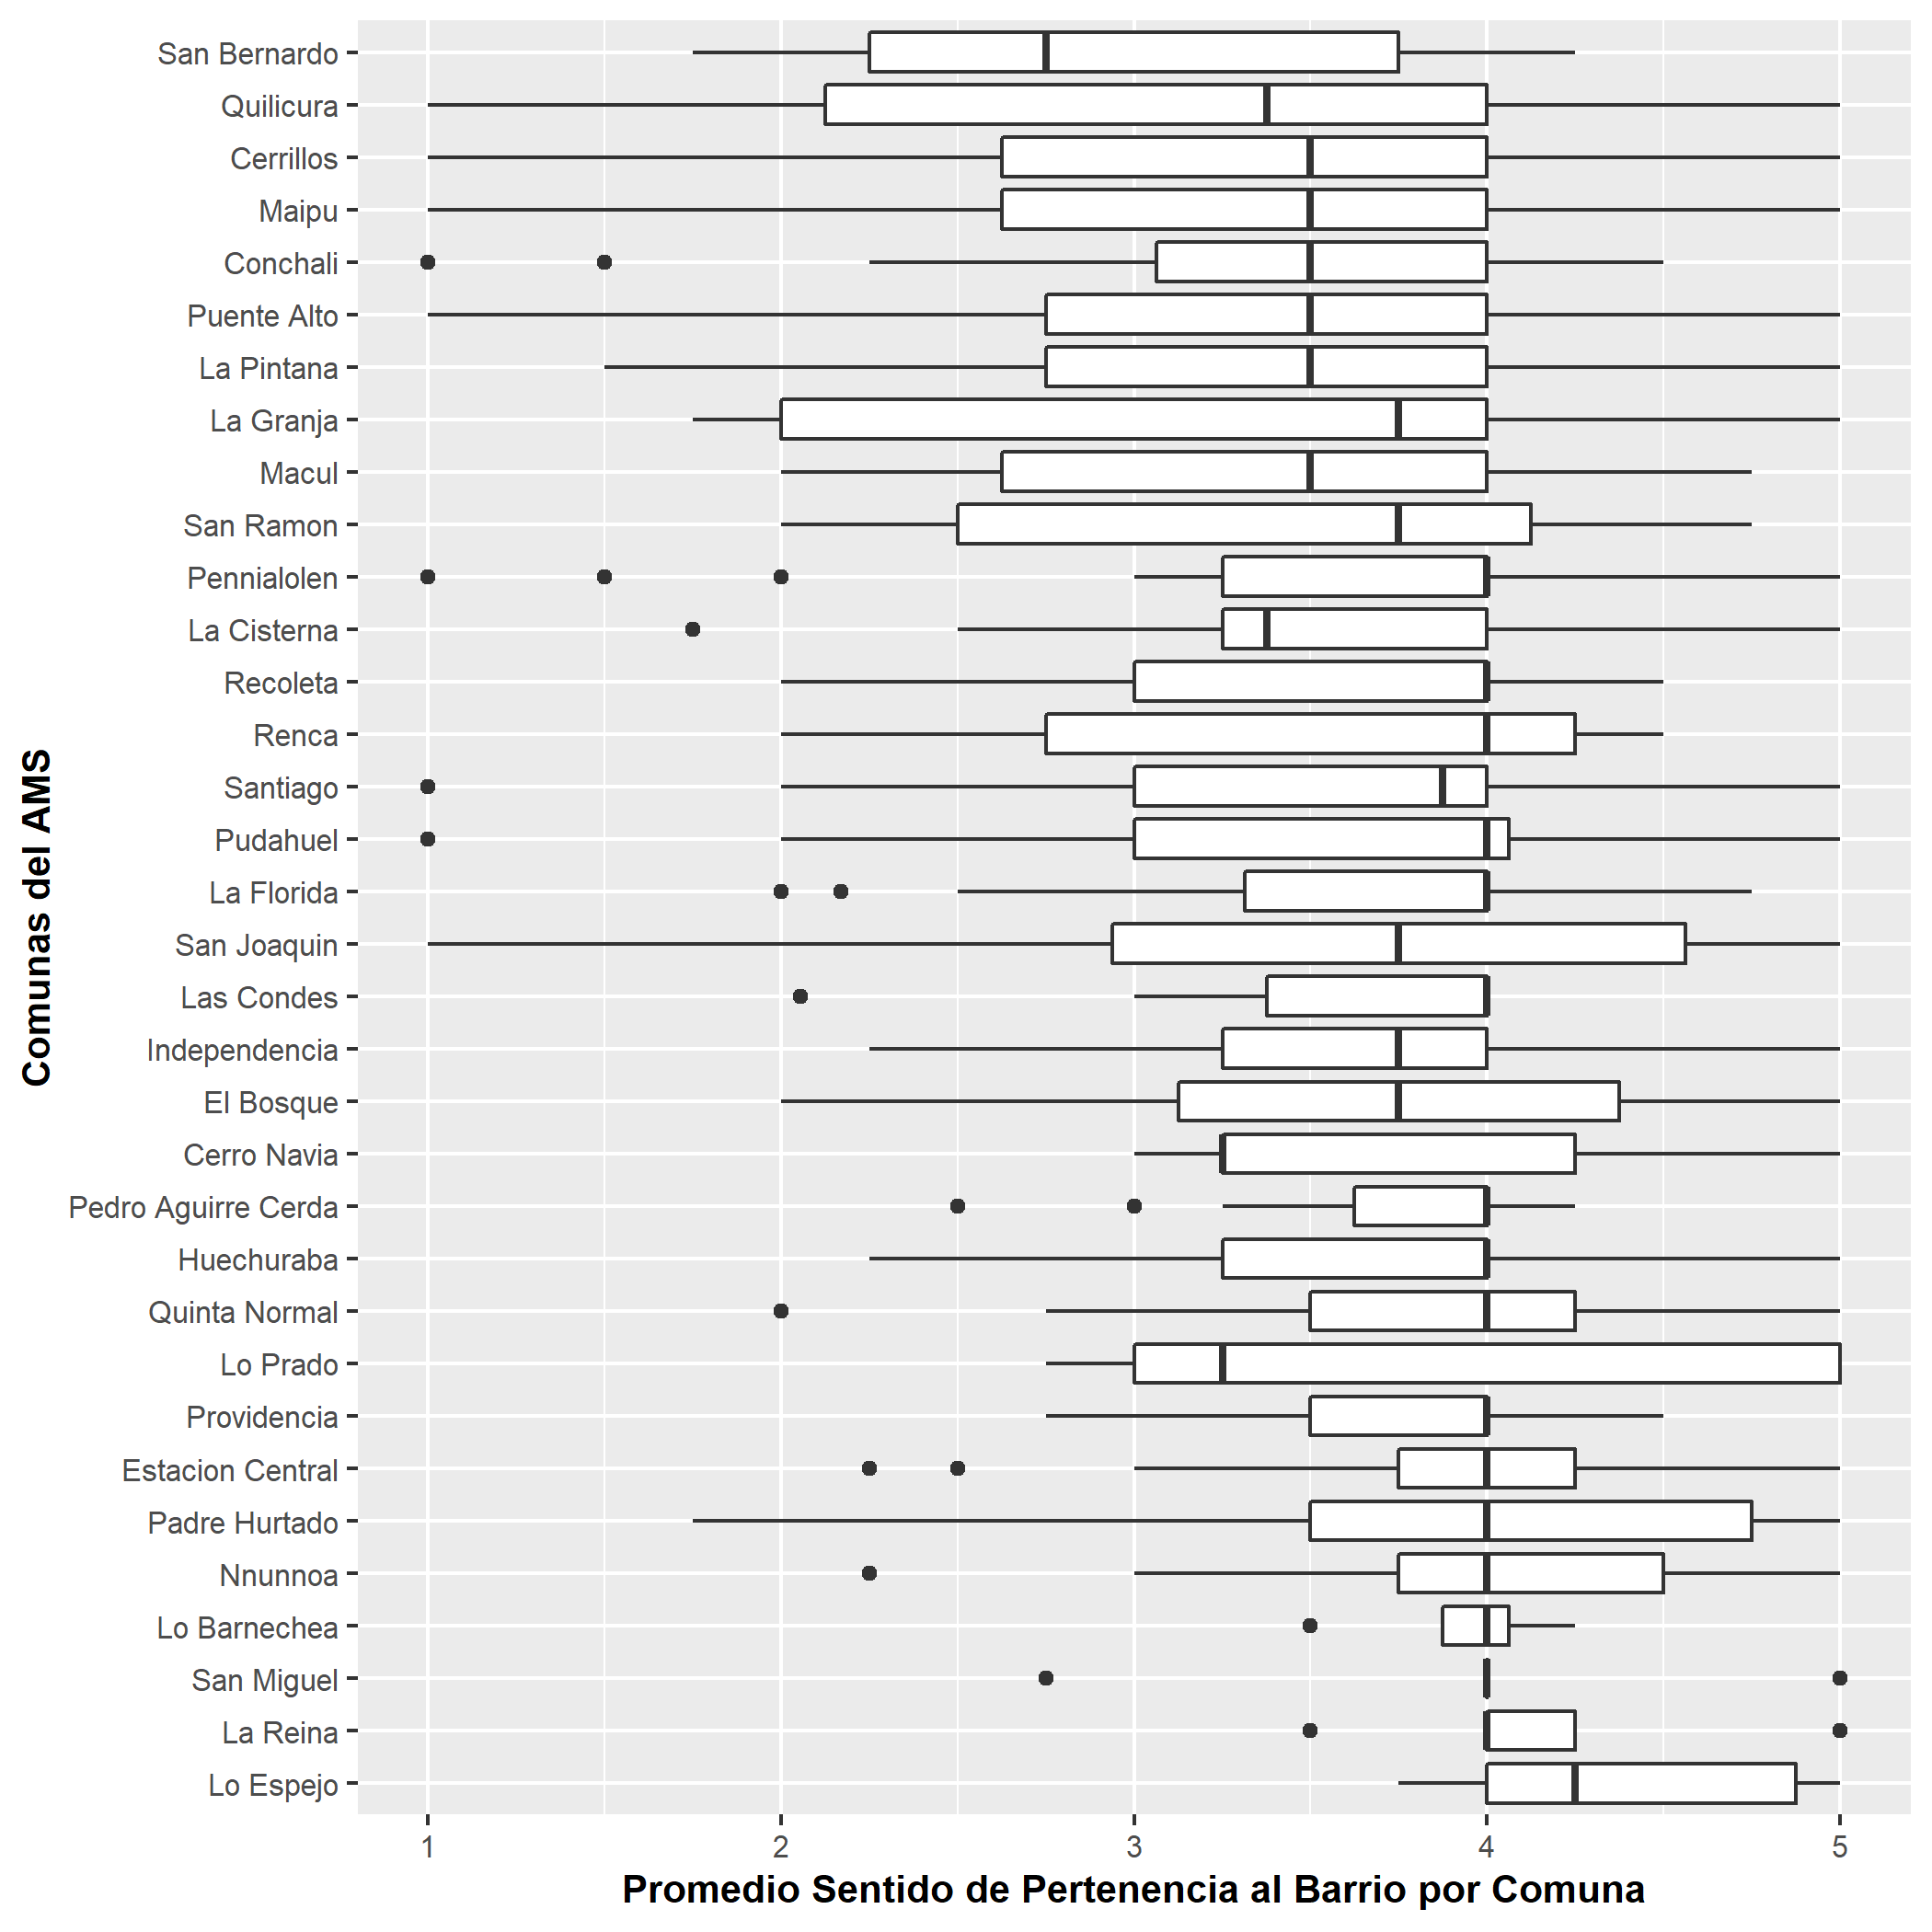 San Bernardo
Quilicura
Cerrillos
Maipu
Conchali
Puente Alto
La Pintana
La Granja
Macul
San Ramon
Pennialolen
La Cisterna
Recoleta
Renca
Santiago
Pudahuel
La Florida
San Joaquin
Las Condes
Independencia
El Bosque
Cerro Navia
Pedro Aguirre Cerda
Huechuraba
Quinta Normal
Lo Prado
Providencia
Estacion Central
Padre Hurtado
Nnunnoa
Lo Barnechea
San Miguel
La Reina
Lo Espejo
Comunas del AMS
1 2 3 4 5
Promedio Sentido de Pertenencia al Barrio por Comuna